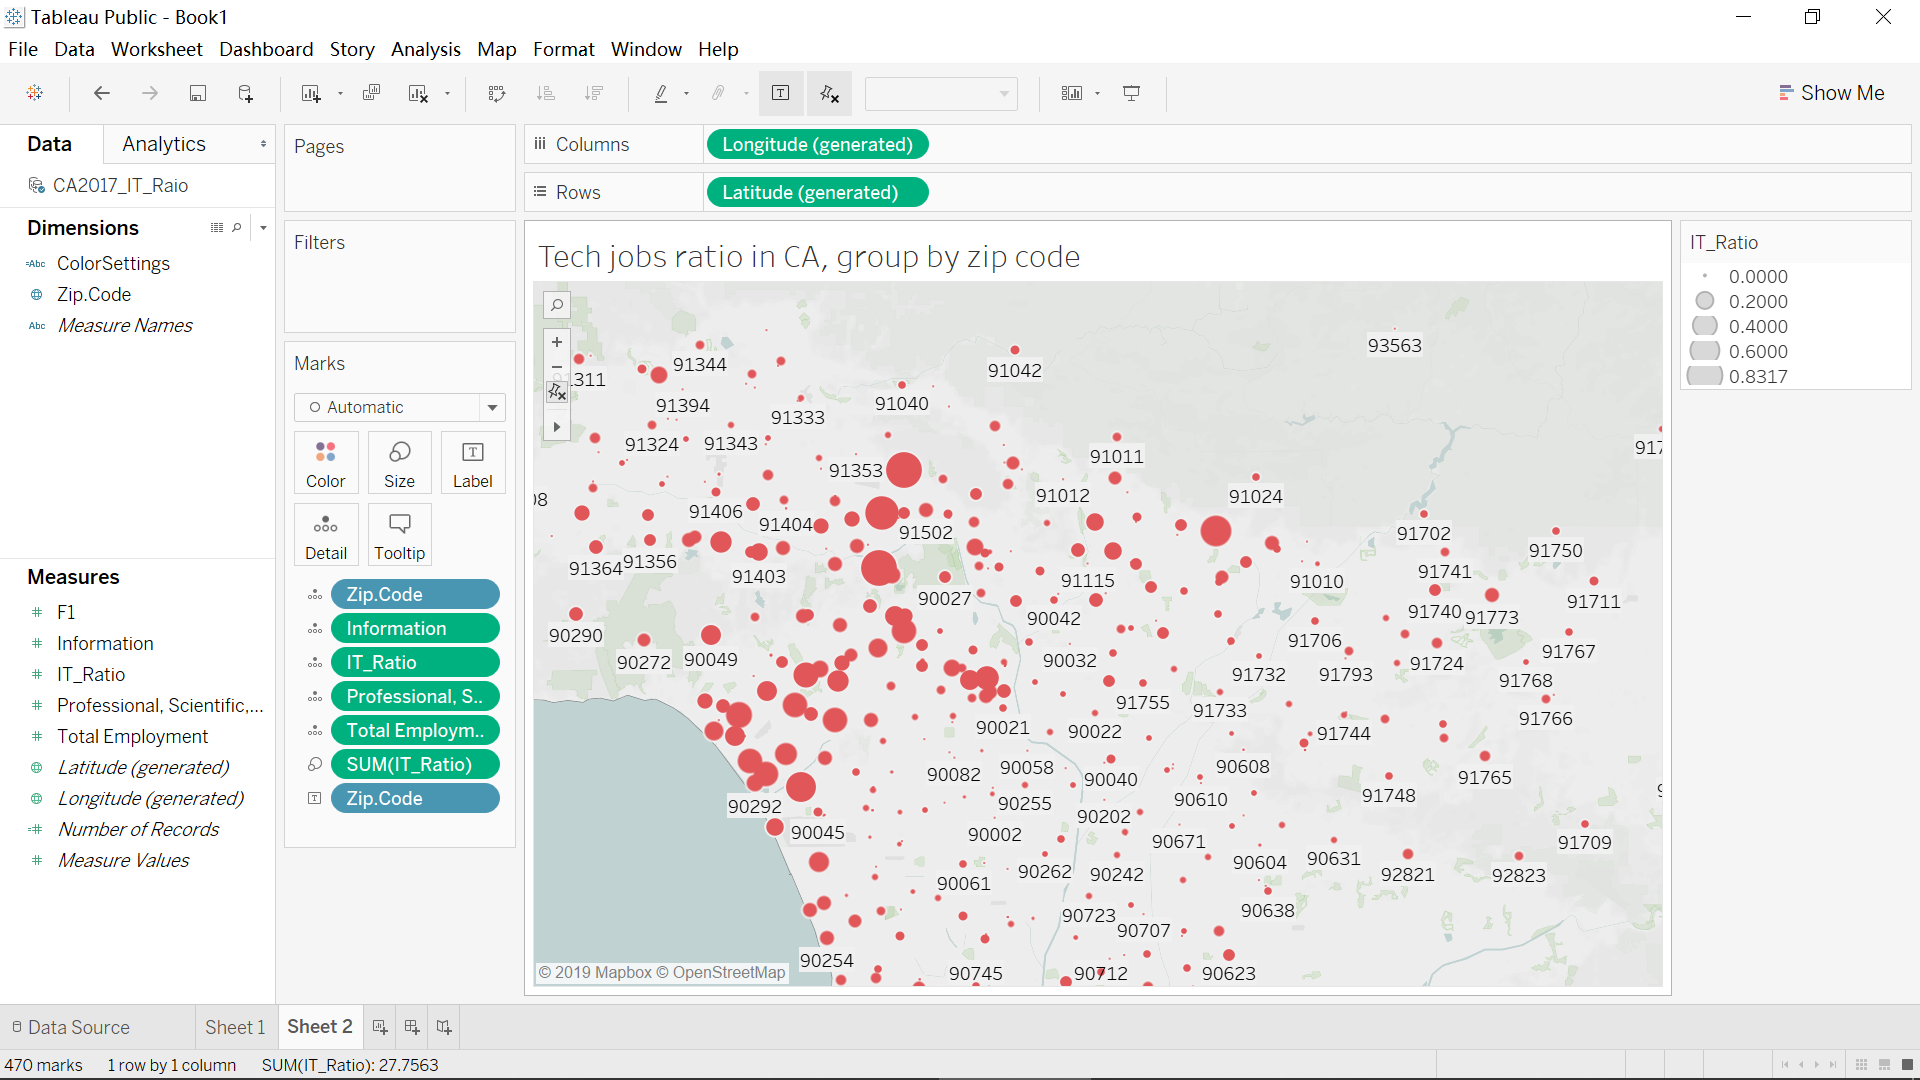 Tableau Public - Book1
File Data Worksheet Dashboard Story Analysis Map Format Window Help
Show Me
Data Analytics
CA2017_IT_Raio
Dimensions
Abc ColorSettings
Zip.Code
Abc Measure Names
Measures
F1
Information
IT_Ratio
Professional, Scientific,...
Total Employment
Latitude (generated)
Longitude (generated)
Number of Records
Measure Values
Pages
Filters
Marks
Automatic
Color Size Label
Detail Tooltip
Zip.Code
Information
IT_Ratio
Professional, S..
Total Employm..
SUM(IT_Ratio)
Zip.Code
Columns Longitude (generated)
Rows Latitude (generated)
Tech jobs ratio in CA, group by zip code
93563
91344
91042
311
91394
91040
91333
91324 91343
91011
917
91353
91012
91024
08
91406
91404
91502
91702
91750
91364 91356
91403
91115
91010
91741
91711
90027
90042
91740 91773
90290
91706
90272 90049
90032
91724
91767
91732 91793
91768
91755
91733
91766
90021 90022
91744
90082 90058
90040
90608
91765
90292
90255
90610
91748
90045
90002
90202
90671
91709
90604 90631
90061
90262 90242
92821 92823
90723
90638
90707
90254
90745
90712
90623
© 2019 Mapbox © OpenStreetMap
IT_Ratio
0.0000
0.2000
0.4000
0.6000
0.8317
Data Source Sheet 1 Sheet 2
470 marks 1 row by 1 column SUM(IT_Ratio): 27.7563